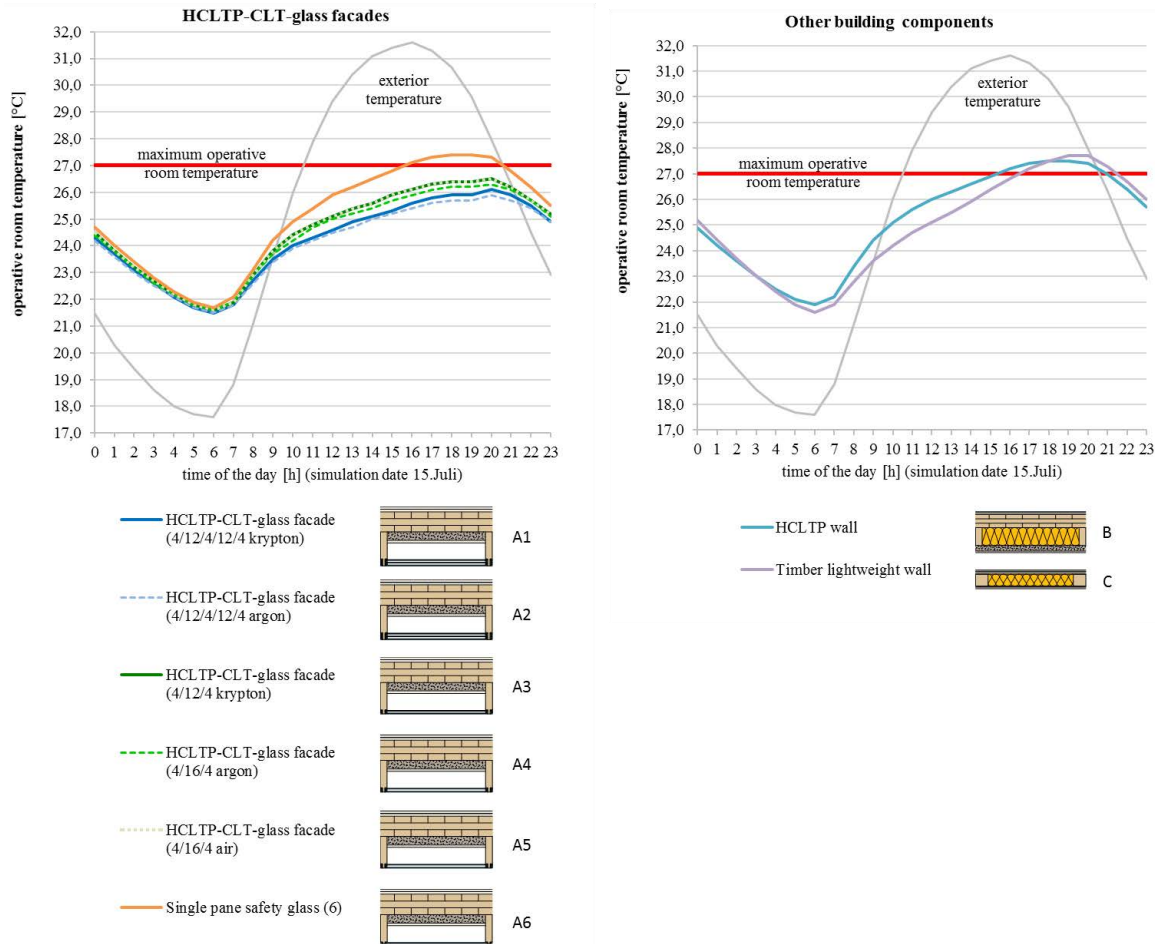 HCLTP-CLT-glass facades
operative room temperature [°C]
32,0
31,0
30,0
29,0
28,0
27,0
26,0
25,0
24,0
23,0
22,0
21,0
20,0
19,0
18,0
17,0
exterior
temperature
maximum operative
room temperature
0 1 2 3 4 5 6 7 8 9 10 11 12 13 14 15 16 17 18 19 20 21 22 23
time of the day [h] (simulation date 15.Juli)
HCLTP-CLT-glass facade
(4/12/4/12/4 krypton)
A1
HCLTP-CLT-glass facade
(4/12/4/12/4 argon)
A2
HCLTP-CLT-glass facade
(4/12/4 krypton)
A3
HCLTP-CLT-glass facade
(4/16/4 argon)
A4
HCLTP-CLT-glass facade
(4/16/4 air)
A5
Single pane safety glass (6)
A6
Other building components
operative room temperature [°C]
32,0
31,0
30,0
29,0
28,0
27,0
26,0
25,0
24,0
23,0
22,0
21,0
20,0
19,0
18,0
17,0
exterior
temperature
maximum operative
room temperature
0 1 2 3 4 5 6 7 8 9 10 11 12 13 14 15 16 17 18 19 20 21 22 23
time of the day [h] (simulation date 15.Juli)
HCLTP wall
B
Timber lightweight wall
C